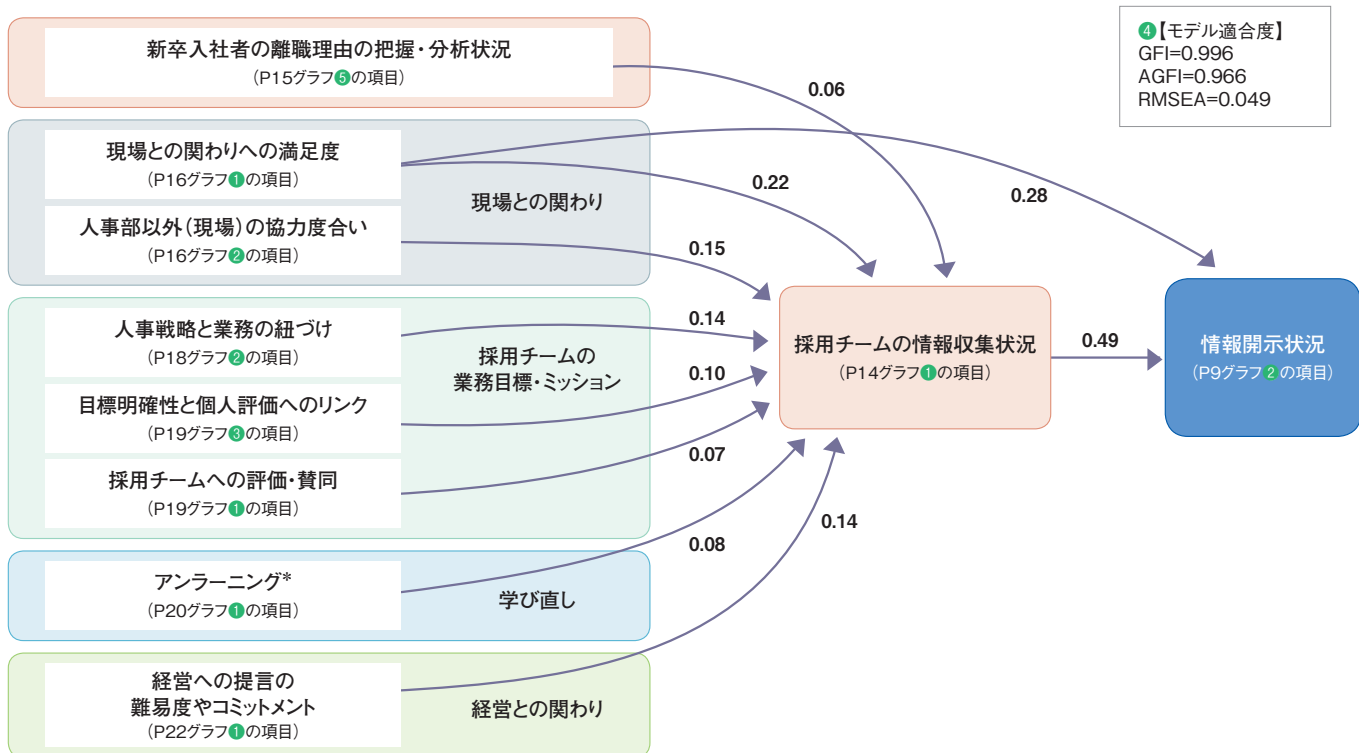 新卒入社者の離職理由の把握・分析状況
(P15グラフ❺の項目)
現場との関わりへの満足度
(P16グラフ❶の項目)
人事部以外(現場)の協力度合い
(P16グラフ❷の項目)
現場との関わり
人事戦略と業務の紐づけ
(P18グラフ❷の項目)
目標明確性と個人評価へのリンク
(P19グラフ❸の項目)
採用チームへの評価・賛同
(P19グラフ❶の項目)
採用チームの
業務目標・ミッション
アンラーニング*
(P20グラフ❶の項目)
学び直し
経営への提言の
難易度やコミットメント
(P22グラフ❶の項目)
経営との関わり
0.06
0.22
0.28
0.15
0.14
0.10
0.07
0.08
0.14
採用チームの情報収集状況
(P14グラフ❶の項目)
0.49
情報開示状況
(P9グラフ❷の項目)
❹【モデル適合度】
GFI=0.996
AGFI=0.966
RMSEA=0.049